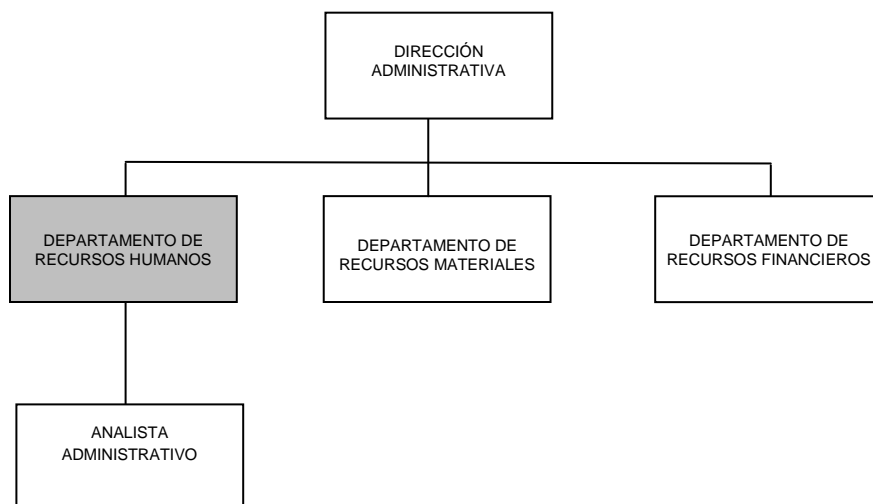 DIRECCIÓN
ADMINISTRATIVA
DEPARTAMENTO DE
RECURSOS HUMANOS
DEPARTAMENTO DE
RECURSOS MATERIALES
DEPARTAMENTO DE
RECURSOS FINANCIEROS
ANALISTA
ADMINISTRATIVO